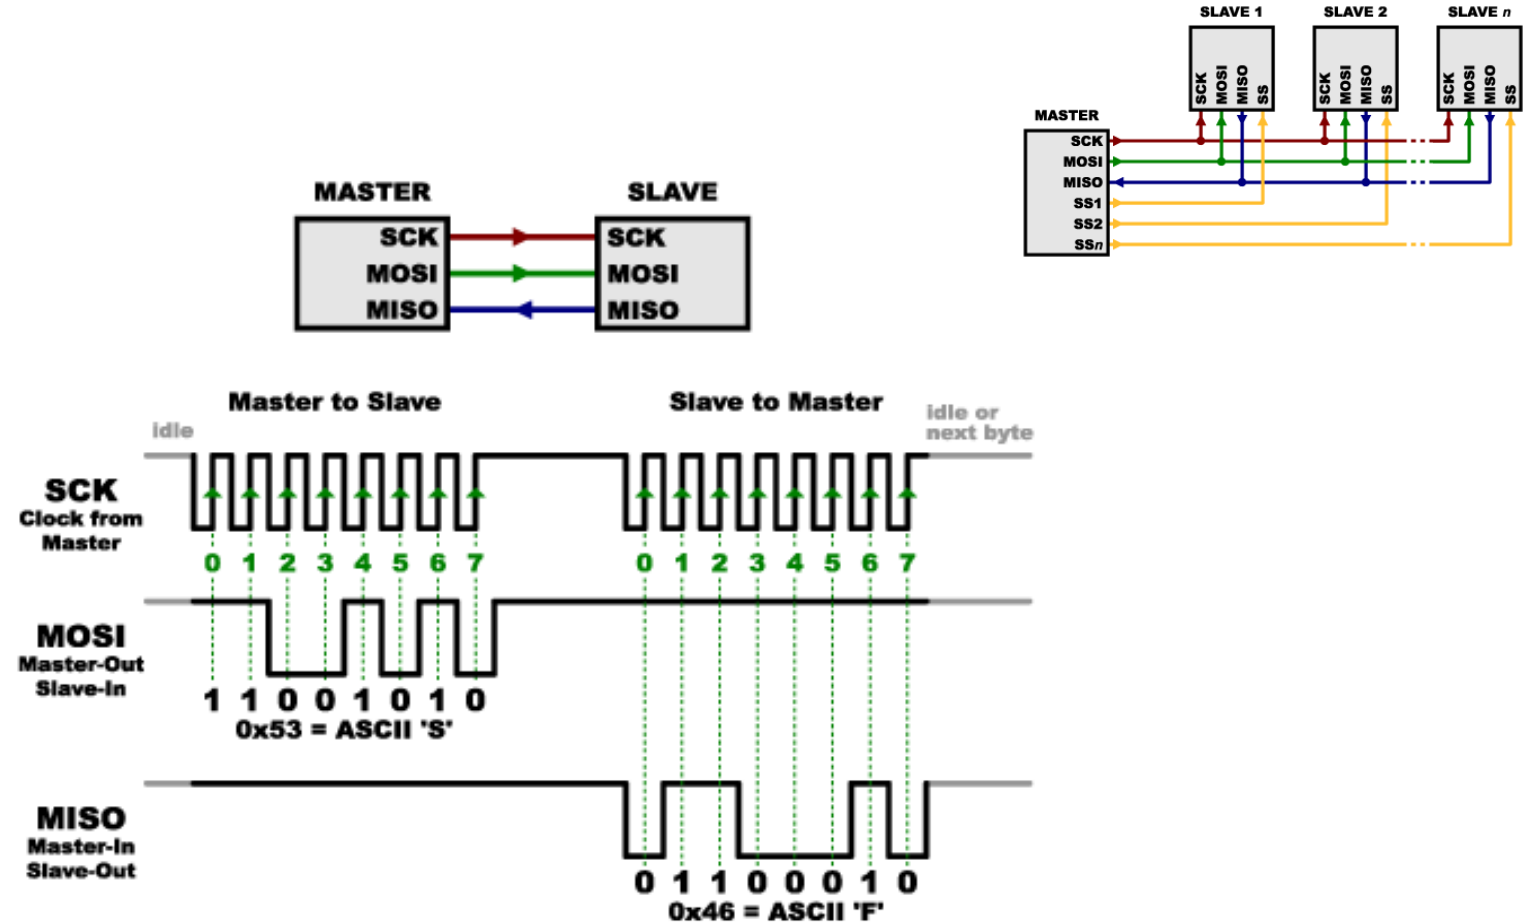 SLAVE 1 SLAVE 2 SLAVE n
SCK MOSI MISO SS SCK MOSI MISO SS SCK MOSI MISO SS
MASTER
SCK
MOSI
MISO
SS1
SS2
SSn
MASTER SLAVE
SCK SCK
MOSI MOSI
MISO MISO
Master to Slave Slave to Master
idle idle or
next byte
SCK
Clock from
Master
0 1 2 3 4 5 6 7 0 1 2 3 4 5 6 7
MOSI
Master-Out
Slave-In
1 1 0 0 1 0 1 0
0x53 = ASCII 'S'
MISO
Master-In
Slave-Out
0 1 1 0 0 0 1 0
0x46 = ASCII 'F'